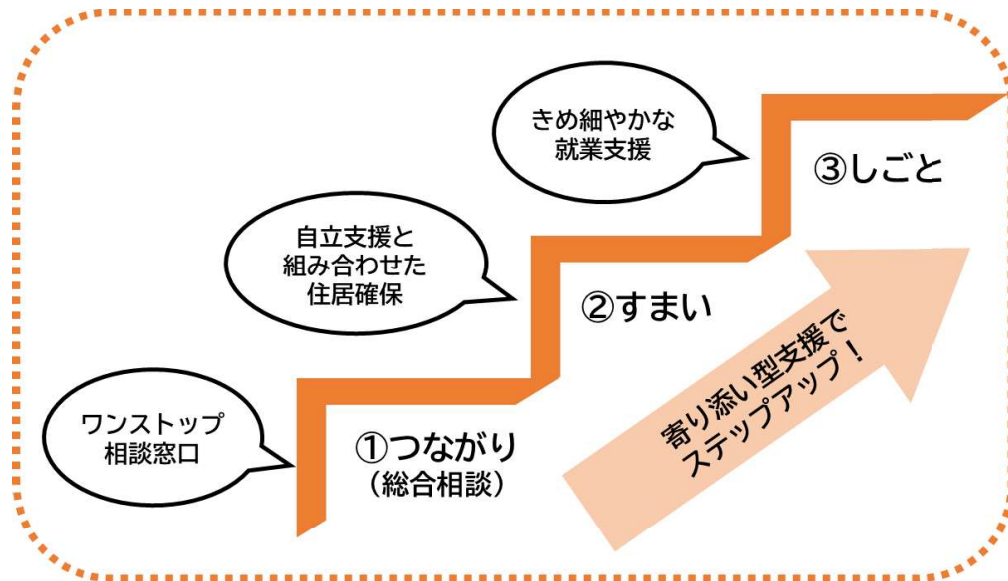 きめ細やかな
就業支援
③しごと
自立支援と
組み合わせた
住居確保
②すまい
ワンストップ
相談窓口
①つながり
（総合相談）
寄り添い型支援で
ステップアップ！